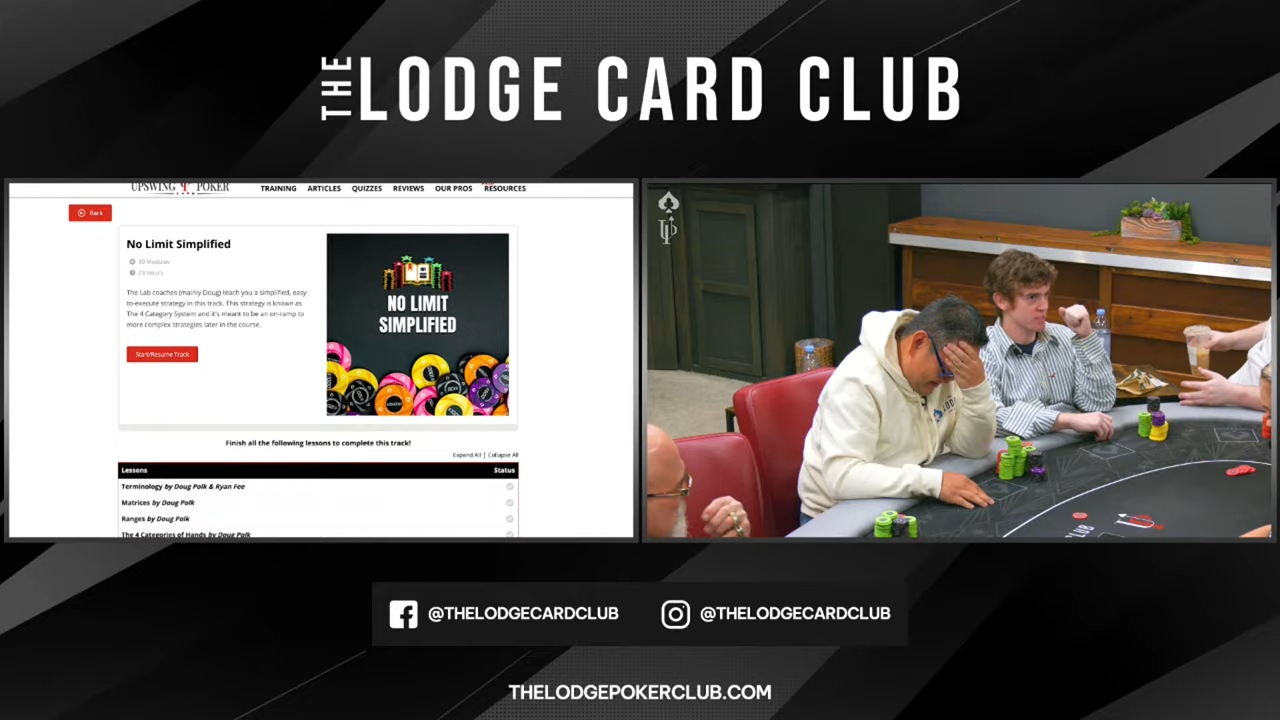 THE LODGE CARD CLUB
UPSWING POKER
TRAINING ARTICLES QUIZZES REVIEWS OUR PROS RESOURCES
Back
No Limit Simplified
39 Modules
23 Hours
The Lab coaches (mainly Doug) teach you a simplified, easy-
to-execute strategy in this track. This strategy is known as
The 4 Category System and it's meant to be an on-ramp to
more complex strategies later in the course.
Start/Resume Track
NO LIMIT
SIMPLIFIED
Finish all the following lessons to complete this track!
Expand All | Collapse All
Lessons Status
Terminology by Doug Polk & Ryan Fee
Matrices by Doug Polk
Ranges by Doug Polk
The 4 Categories of Hands by Doug Polk
CLUB
@THELODGECARDCLUB @THELODGECARDCLUB
THELODGEPOKERCLUB.COM